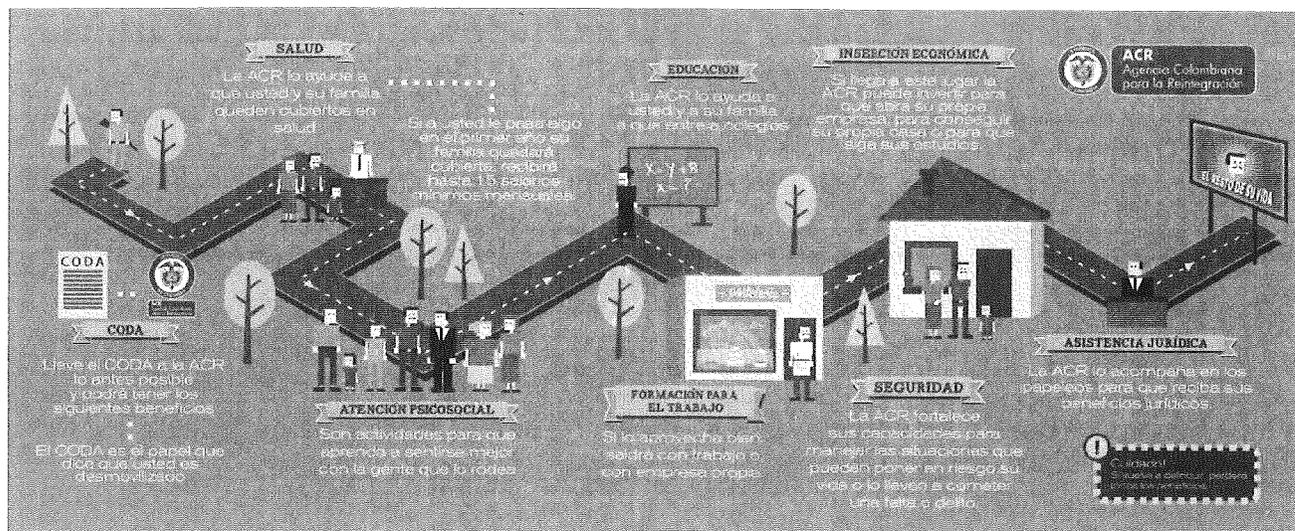 SALUD
La ACR lo ayuda a
que usted y su familia
queden cubiertos en
salud
Si a usted le pasa algo
en el primer año su
familia quedará
cubierta, recibirá
hasta 15 salarios
mínimos mensuales
EDUCACIÓN
La ACR lo ayuda a
usted y a su familia
a que entre a colegios
x-y+8
x=7
INSERCIÓN ECONÓMICA
Si llega a este lugar la
ACR puede invertir para
que abra su propia
empresa, para conseguir
su propia casa o para que
siga sus estudios.
ACR
Agencia Colombiana
para la Reintegración
EL RESTO DE SU VIDA
CODA
CODA
Lleve el CODA a la ACR
lo antes posible
y podrá tener los
siguientes beneficios
El CODA es el papel que
dice que usted es
desmovilizado
ATENCIÓN PSICOSOCIAL
Son actividades para que
aprenda a sentirse mejor
con la gente que lo rodea
FORMACIÓN PARA
EL TRABAJO
Si lo aprovecha bien,
saldrá con trabajo o
con empresa propia.
SEGURIDAD
La ACR fortalece
sus capacidades para
manejar las situaciones que
pueden poner en riesgo su
vida o lo lleven a cometer
una falta o delito.
ASISTENCIA JURÍDICA
La ACR lo acompaña en los
papeleos para que reciba sus
beneficios jurídicos.
!
Cuidado!